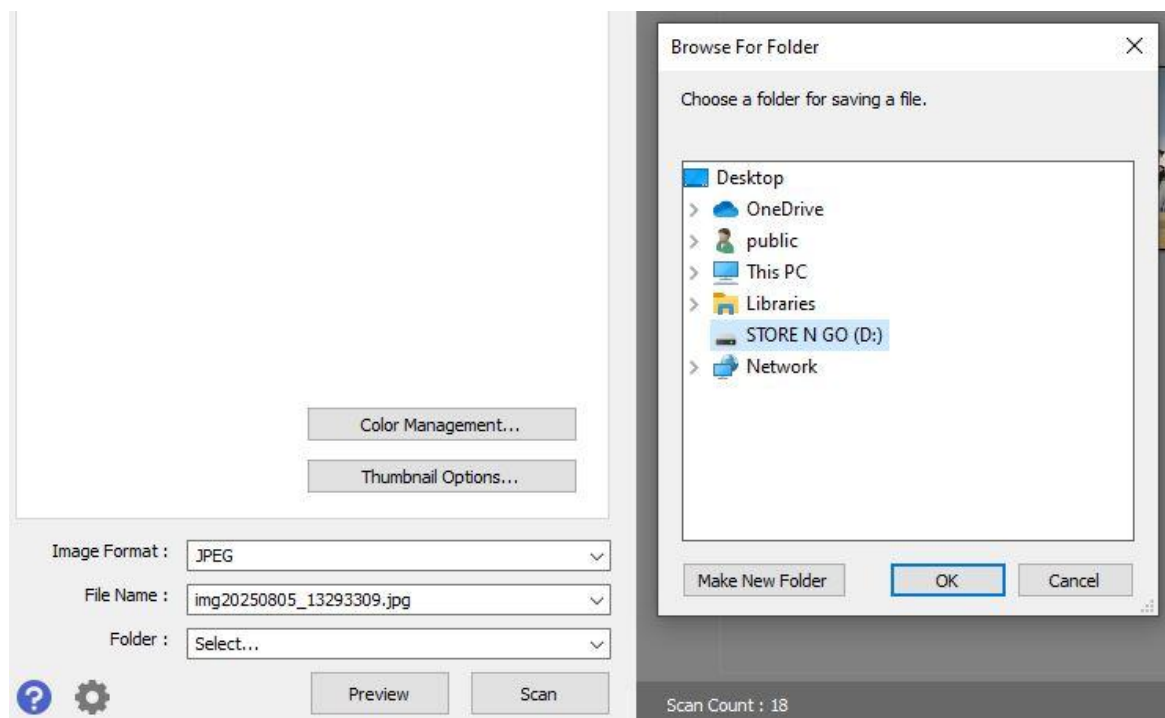 Color Management...
Thumbnail Options...
Image Format :
JPEG
File Name :
img20250805_13293309.jpg
Folder :
Select...
?
Preview
Scan
Browse For Folder
Choose a folder for saving a file.
Desktop
OneDrive
public
This PC
Libraries
STORE N GO (D:)
Network
Make New Folder
OK
Cancel
Scan Count : 18